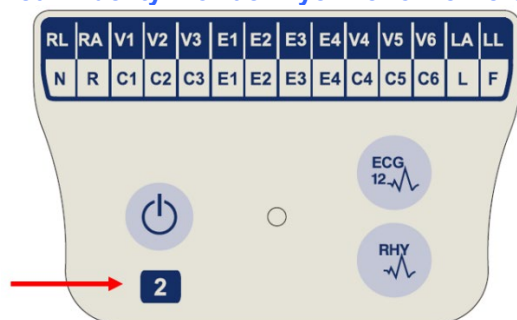 RL RA V1 V2 V3 E1 E2 E3 E4 V4 V5 V6 LA LL
N R C1 C2 C3 E1 E2 E3 E4 C4 C5 C6 L F
ECG
12
RHY
2